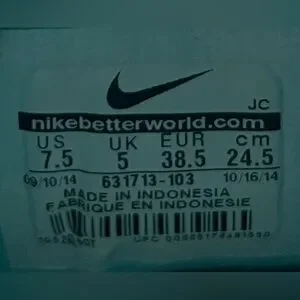 JC
nikebetterworld.com
US UK EUR cm
7.5 5 38.5 24.5
09/10/14 631713-103 10/16/14
MADE IN INDONESIA
FABRIQUE EN INDONESIE
UPC